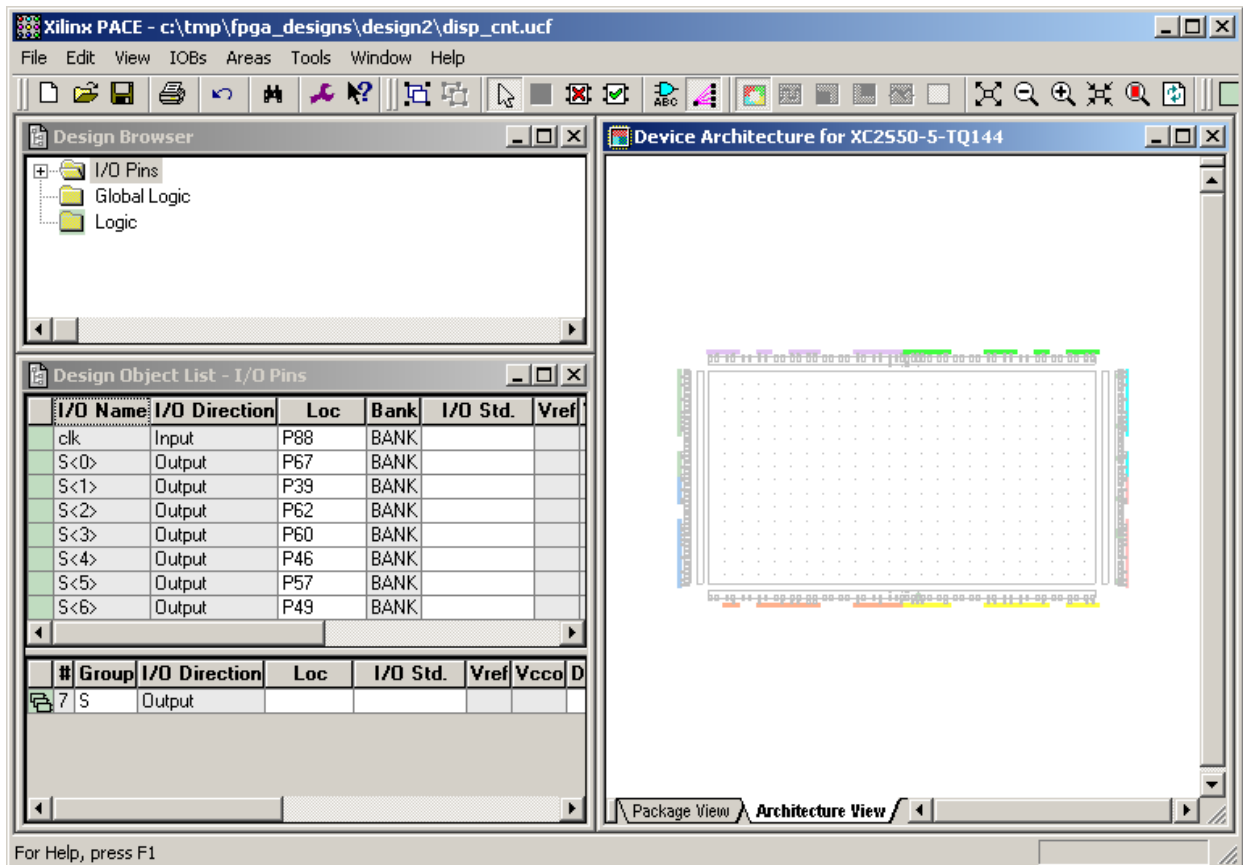 Xilinx PACE - c:\tmp\fpga_designs\design2\disp_cnt.ucf
File Edit View IOBs Areas Tools Window Help
ABC
Design Browser
I/O Pins
Global Logic
Logic
Design Object List - I/O Pins
I/O Name I/O Direction Loc Bank I/O Std. Vref
clk Input P88 BANK
S<0> Output P67 BANK
S<1> Output P39 BANK
S<2> Output P62 BANK
S<3> Output P60 BANK
S<4> Output P46 BANK
S<5> Output P57 BANK
S<6> Output P49 BANK
# Group I/O Direction Loc I/O Std. Vref Vcco D
7 S Output
Device Architecture for XC2S50-5-TQ144
Package View Architecture View
For Help, press F1